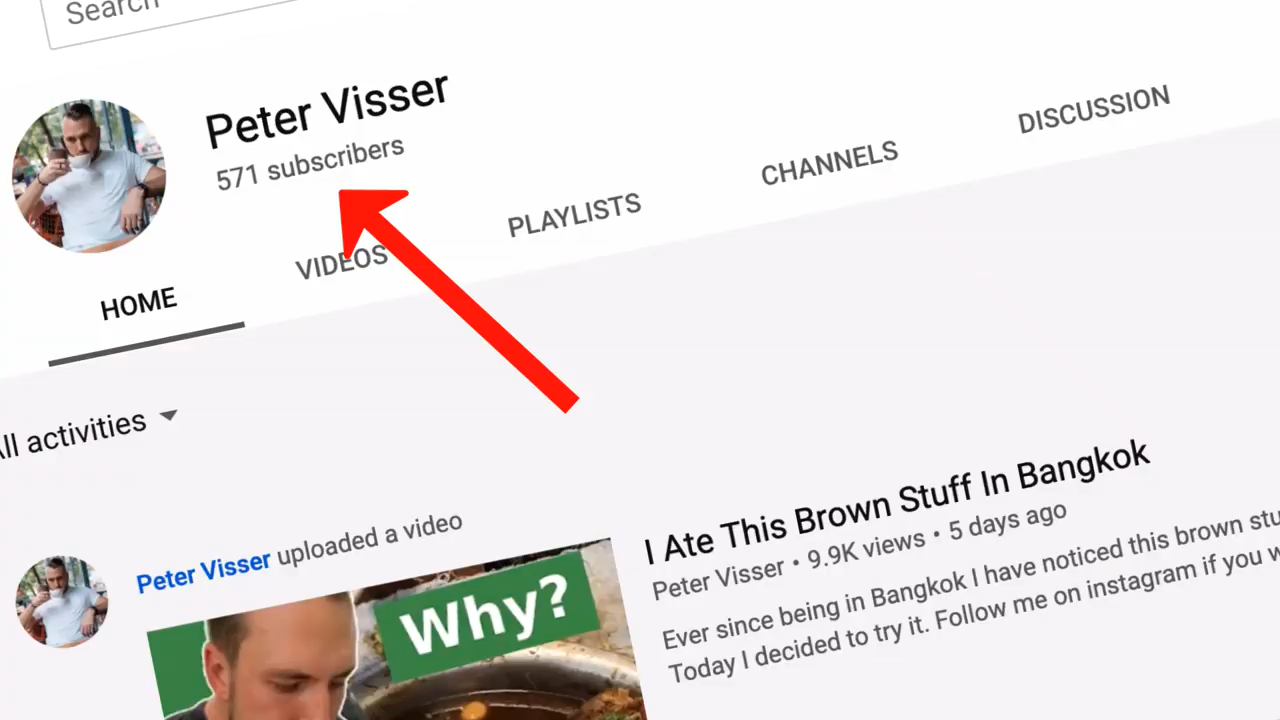 Search
Peter Visser
571 subscribers
HOME
VIDEOS
PLAYLISTS
CHANNELS
DISCUSSION
All activities
Peter Visser uploaded a video
Why?
I Ate This Brown Stuff In Bangkok
Peter Visser • 9.9K views • 5 days ago
Ever since being in Bangkok I have noticed this brown stu
Today I decided to try it. Follow me on instagram if you w